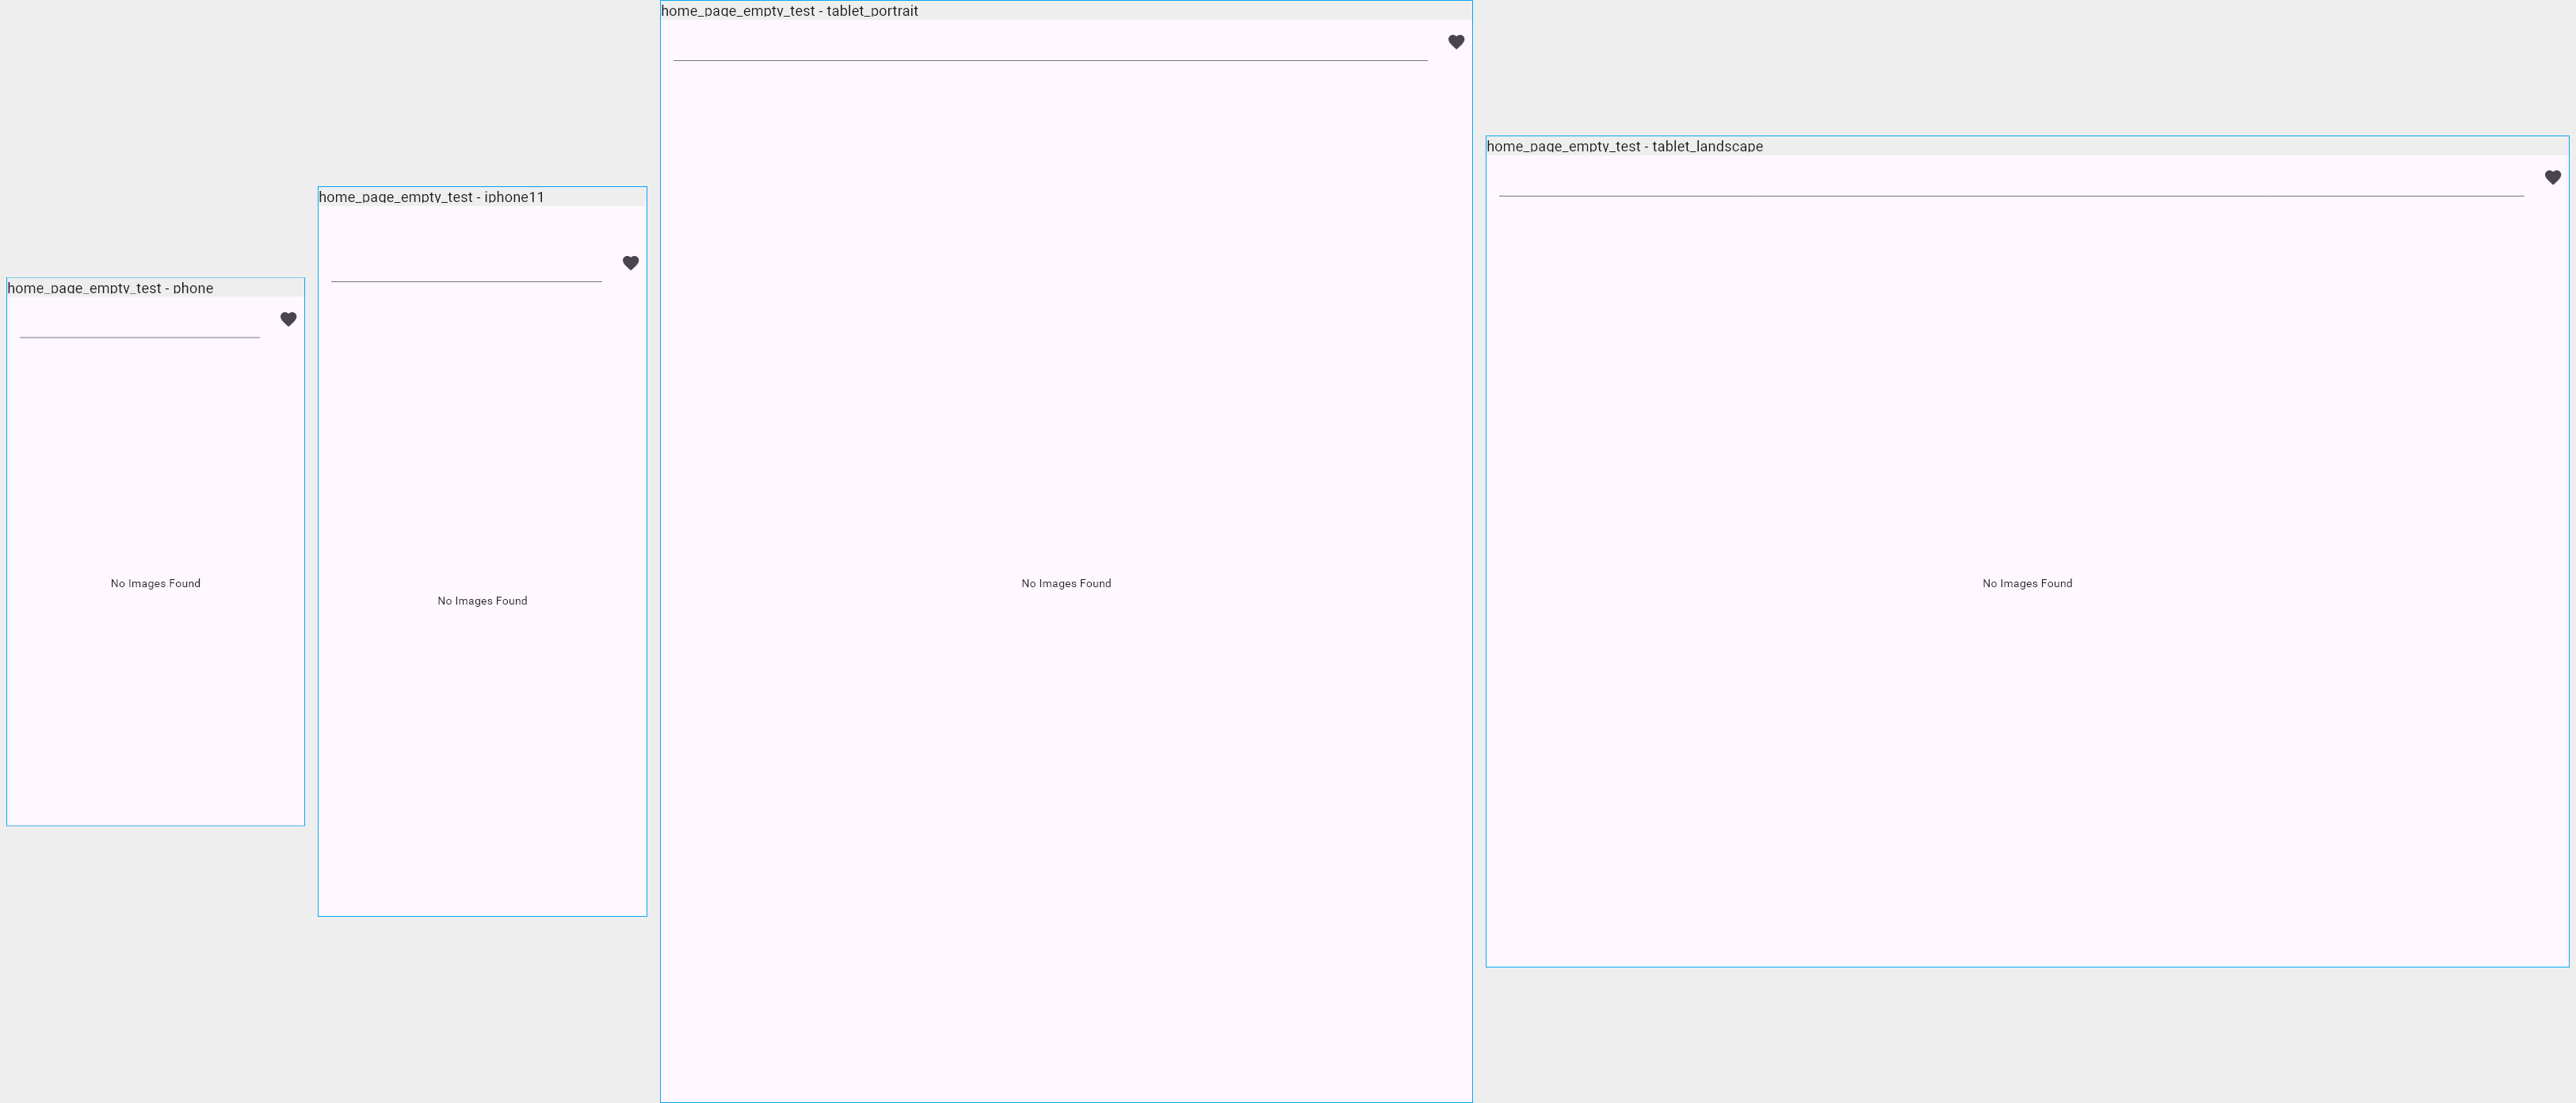 home_page_empty_test - phone
No Images Found
home_page_empty_test - iphone11
No Images Found
home_page_empty_test - tablet_portrait
No Images Found
home_page_empty_test - tablet_landscape
No Images Found